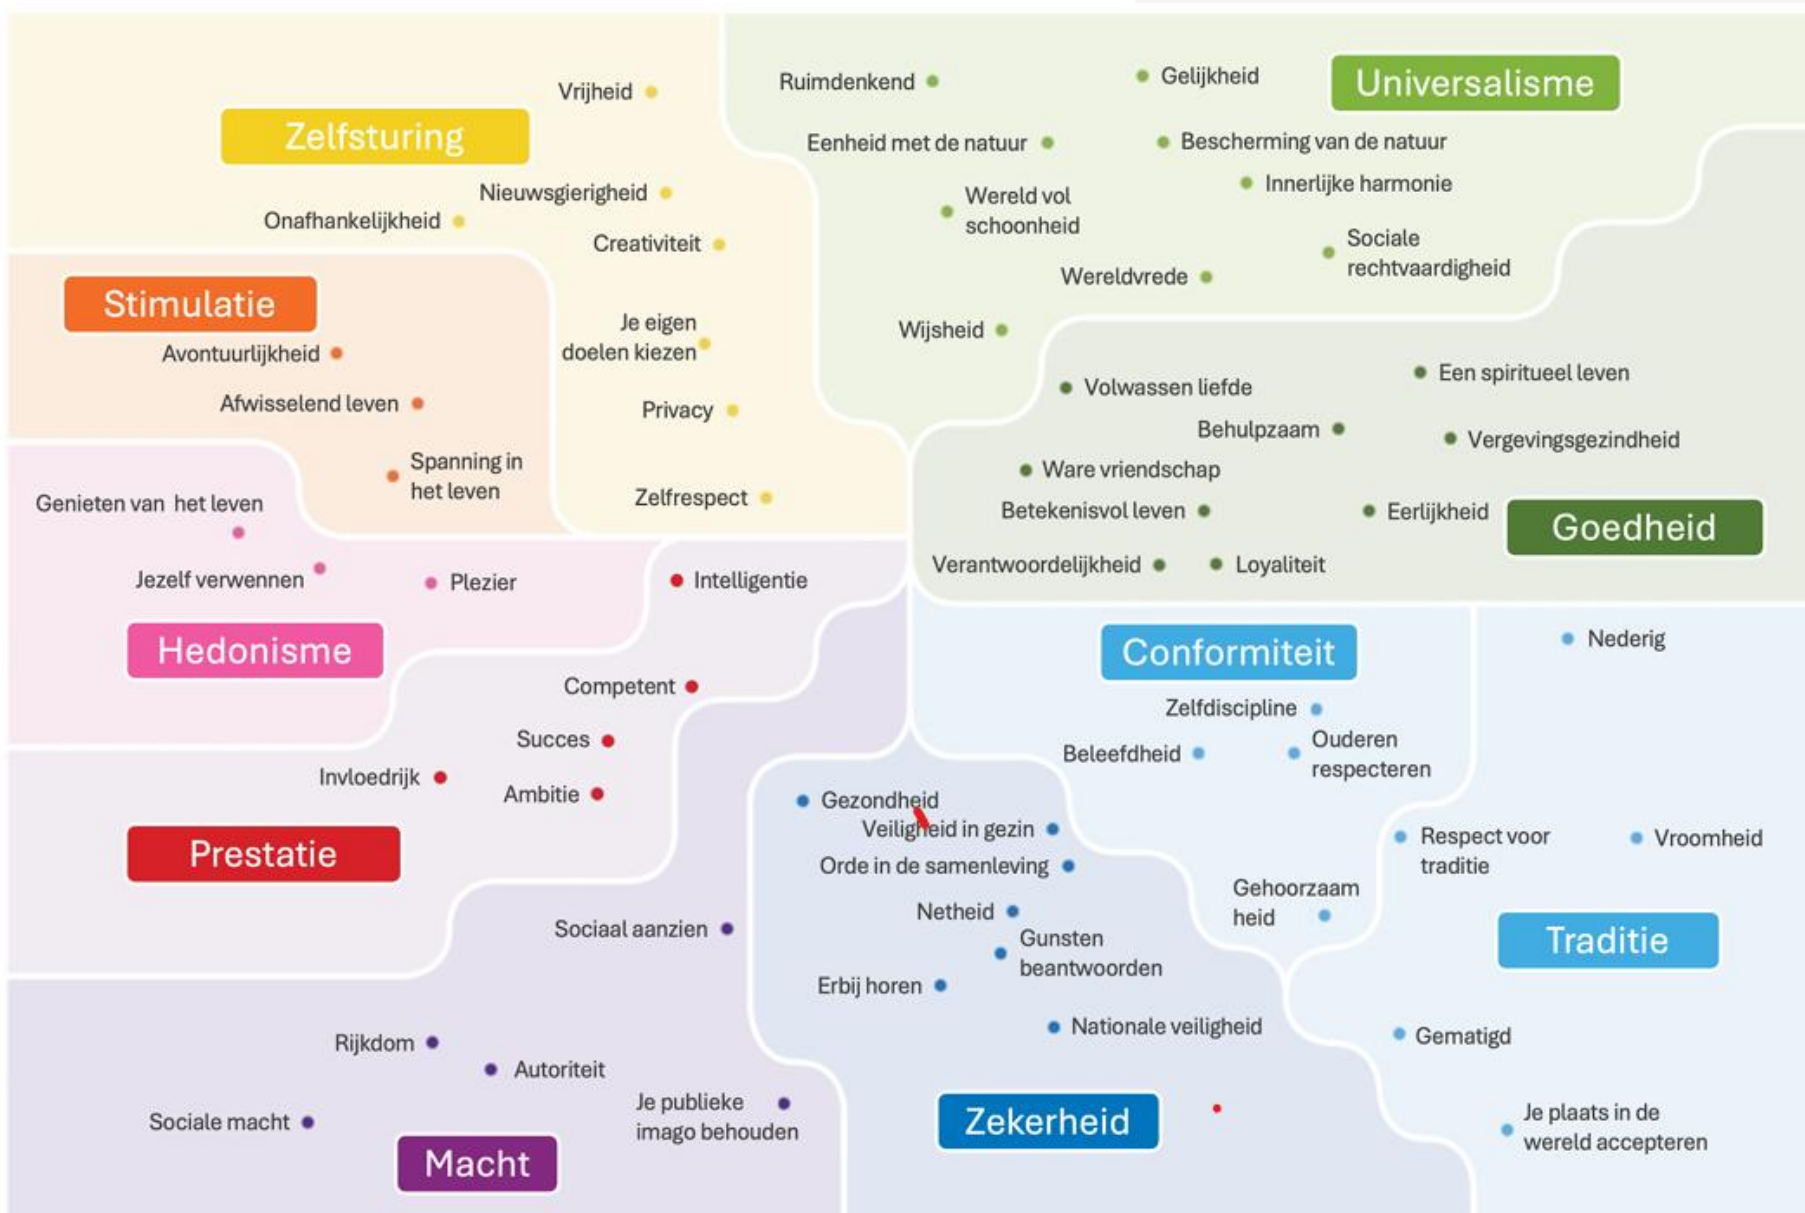 Vrijheid
Zelfsturing
Nieuwsgierigheid
Onafhankelijkheid
Creativiteit
Je eigen
doelen kiezen
Privacy
Zelfrespect
Ruimdenkend
Gelijkheid
Universalisme
Eenheid met de natuur
Bescherming van de natuur
Innerlijke harmonie
Wereld vol
schoonheid
Sociale
rechtvaardigheid
Wereldvrede
Wijsheid
Stimulatie
Avontuurlijkheid
Afwisselend leven
Spanning in
het leven
Een spiritueel leven
Volwassen liefde
Behulpzaam
Vergevingsgezindheid
Ware vriendschap
Betekenisvol leven
Eerlijkheid
Goedheid
Verantwoordelijkheid
Loyaliteit
Genieten van het leven
Jezelf verwennen
Plezier
Hedonisme
Intelligentie
Competent
Succes
Invloedrijk
Ambitie
Prestatie
Conformiteit
Zelfdiscipline
Beleefdheid
Ouderen
respecteren
Gehoorzaam
heid
Nederig
Respect voor
traditie
Vroomheid
Traditie
Gematigd
Je plaats in de
wereld accepteren
Gezondheid
Veiligheid in gezin
Orde in de samenleving
Netheid
Gunsten
beantwoorden
Erbij horen
Nationale veiligheid
Zekerheid
Sociaal aanzien
Rijkdom
Autoriteit
Je publieke
imago behouden
Sociale macht
Macht